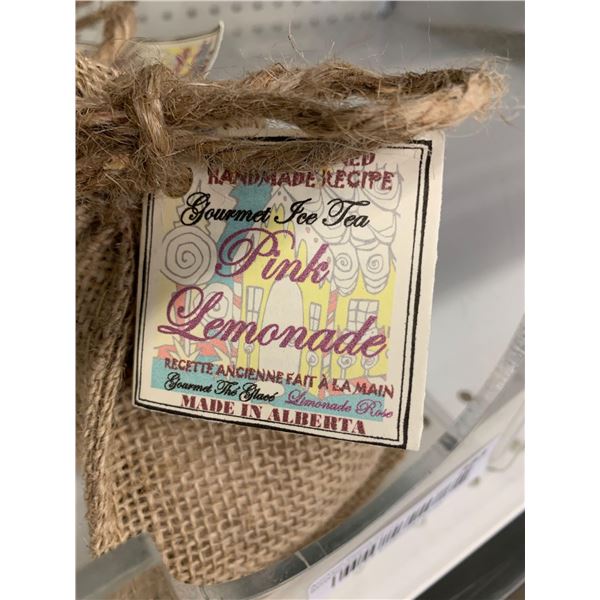 HANDMADE RECIPE
Gourmet Ice Tea
Pink
Lemonade
RECETTE ANCIENNE FAIT À LA MAIN
Gourmet Thé Glacé Limonade Rose
MADE IN ALBERTA